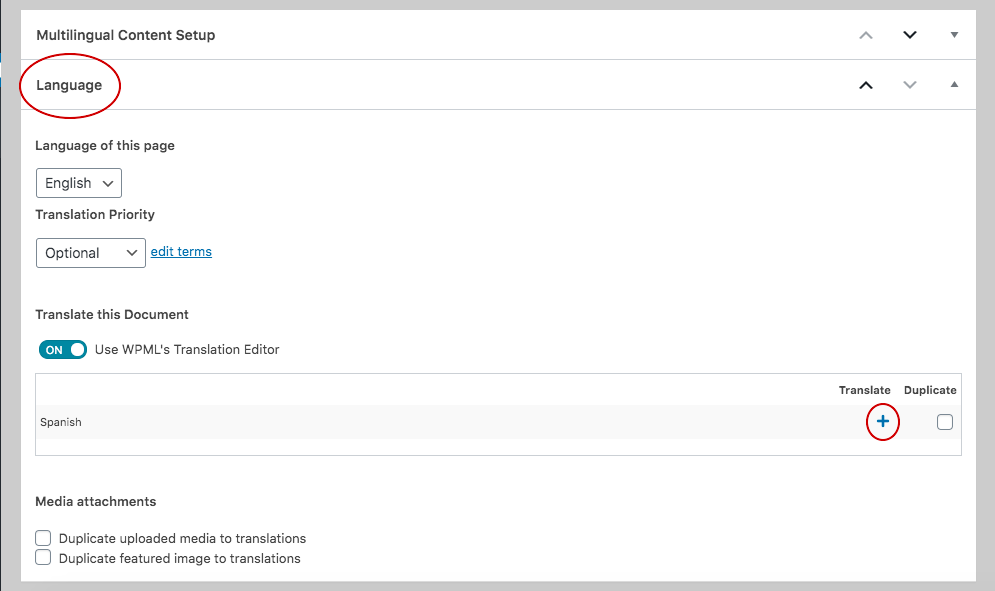 Multilingual Content Setup
Language
Language of this page
English
Translation Priority
Optional edit terms
Translate this Document
ON Use WPML's Translation Editor
Translate Duplicate
Spanish
Media attachments
Duplicate uploaded media to translations
Duplicate featured image to translations